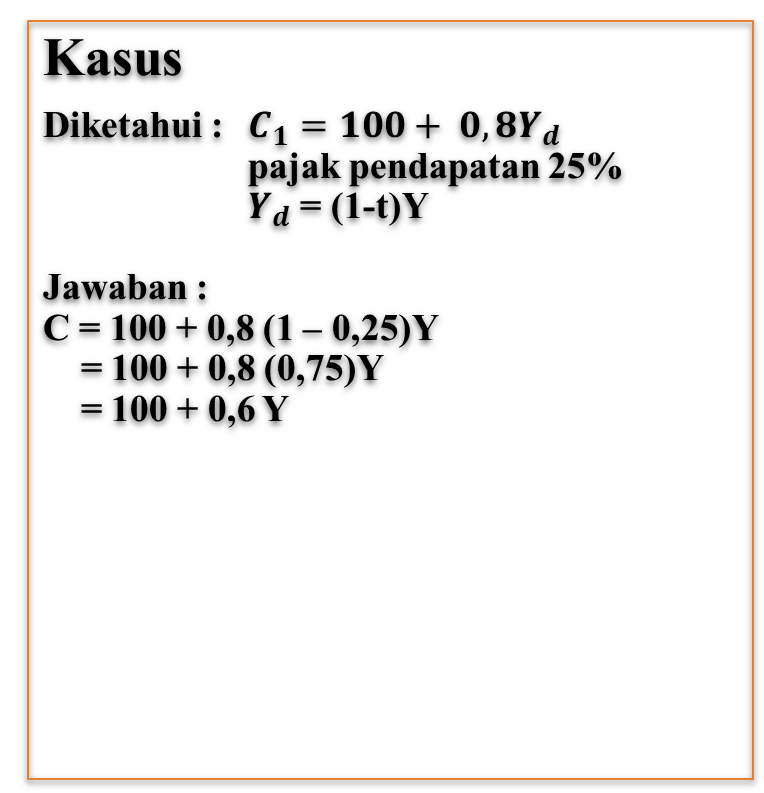 Kasus
Diketahui : C₁ = 100 + 0,8Y_d
pajak pendapatan 25%
Y_d = (1-t)Y
Jawaban :
C = 100 + 0,8 (1 – 0,25)Y
= 100 + 0,8 (0,75)Y
= 100 + 0,6 Y